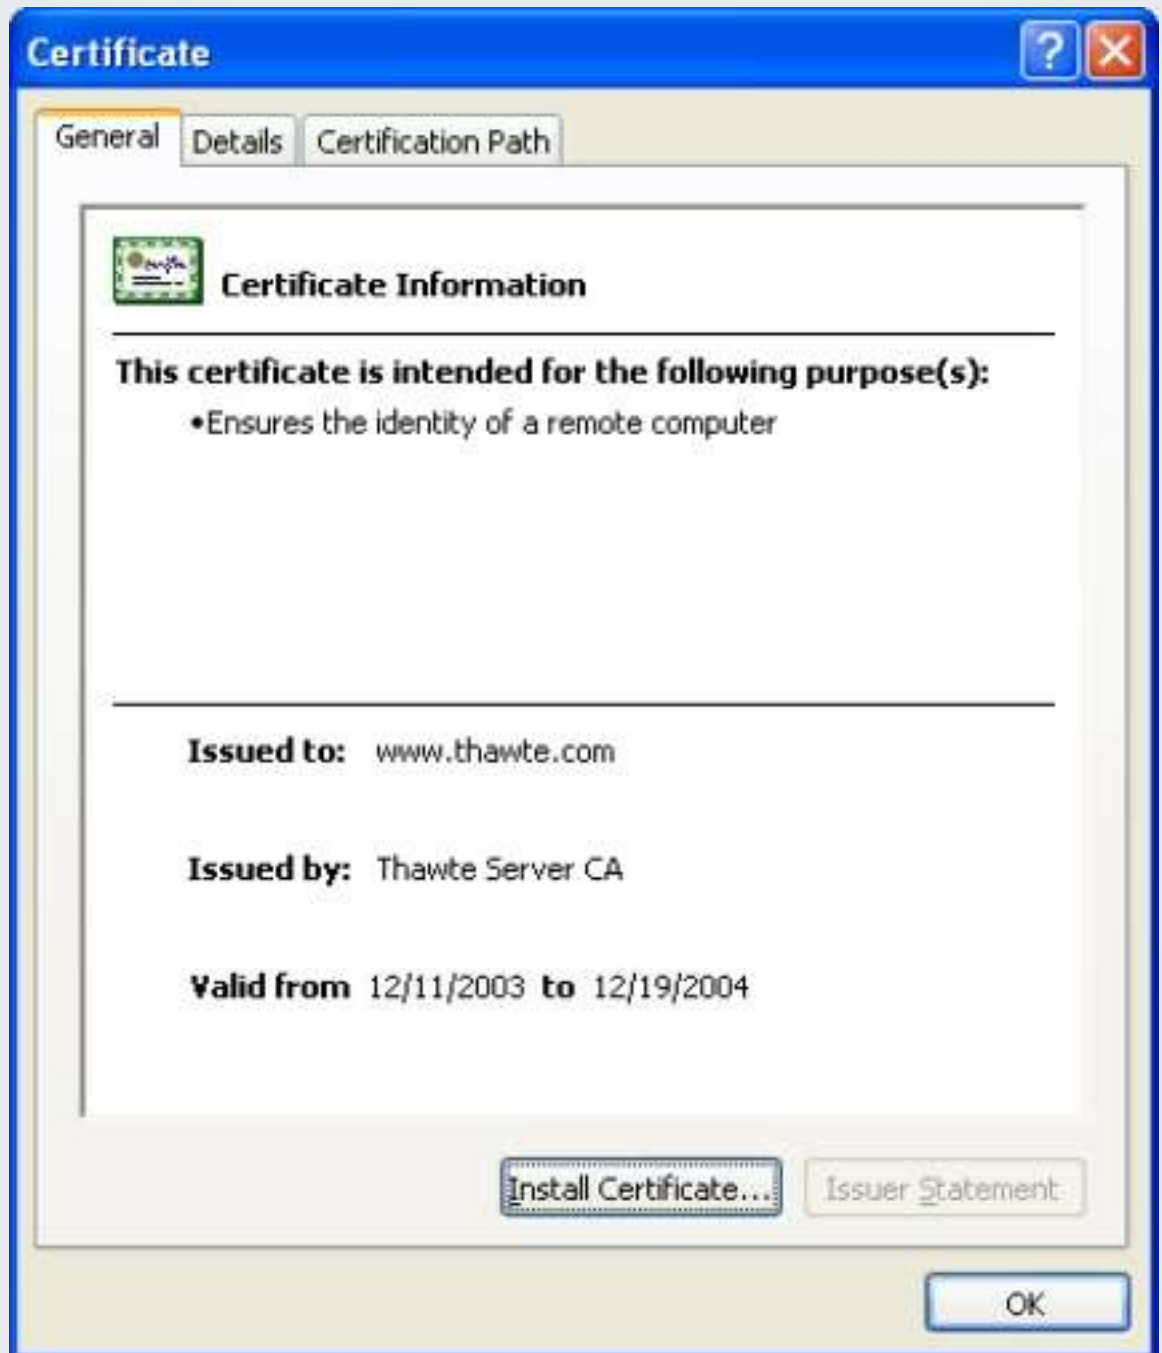 Certificate
General Details Certification Path
Certificate Information
This certificate is intended for the following purpose(s):
•Ensures the identity of a remote computer
Issued to: www.thawte.com
Issued by: Thawte Server CA
Valid from 12/11/2003 to 12/19/2004
Install Certificate... Issuer Statement
OK